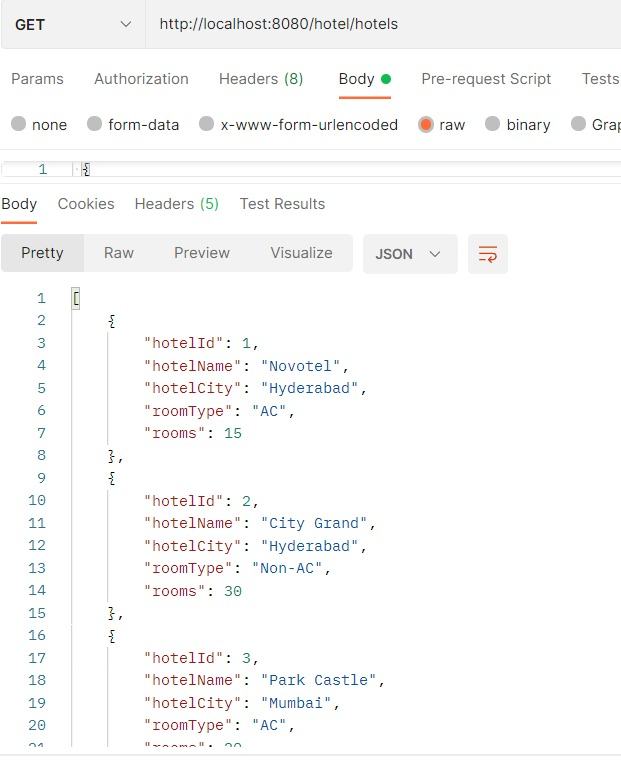 GET http://localhost:8080/hotel/hotels
Params Authorization Headers (8) Body Pre-request Script Tests
none form-data x-www-form-urlencoded raw binary Grap
1 {
Body Cookies Headers (5) Test Results
Pretty Raw Preview Visualize JSON
1 [
2 {
3 "hotelId": 1,
4 "hotelName": "Novotel",
5 "hotelCity": "Hyderabad",
6 "roomType": "AC",
7 "rooms": 15
8 },
9 {
10 "hotelId": 2,
11 "hotelName": "City Grand",
12 "hotelCity": "Hyderabad",
13 "roomType": "Non-AC",
14 "rooms": 30
15 },
16 {
17 "hotelId": 3,
18 "hotelName": "Park Castle",
19 "hotelCity": "Mumbai",
20 "roomType": "AC",
21 "rooms": 20